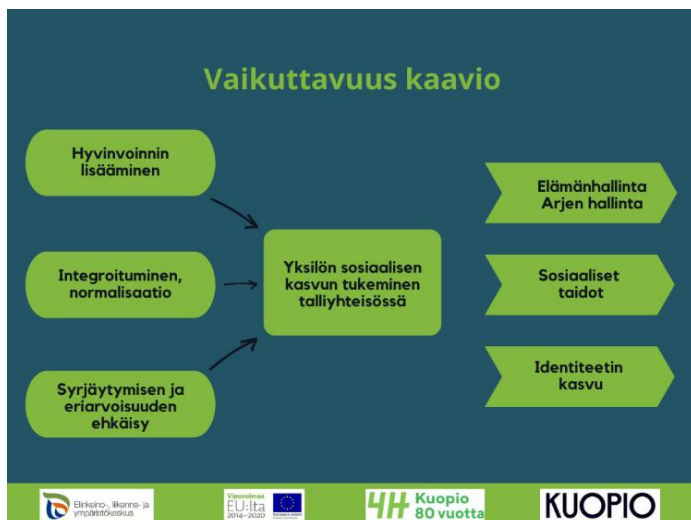 Vaikuttavuus kaavio
Hyvinvoinnin
lisääminen
Integroituminen,
normalisaatio
Syrjäytymisen ja
eriarvoisuuden
ehkäisy
Yksilön sosiaalisen
kasvun tukeminen
talliyhteisössä
Elämänhallinta
Arjen hallinta
Sosiaaliset
taidot
Identiteetin
kasvu
Elinkeino-, liikenne- ja
ympäristökeskus
Vipuvoimaa
EU:lta
2014–2020
4H Kuopio
80 vuotta
KUOPIO